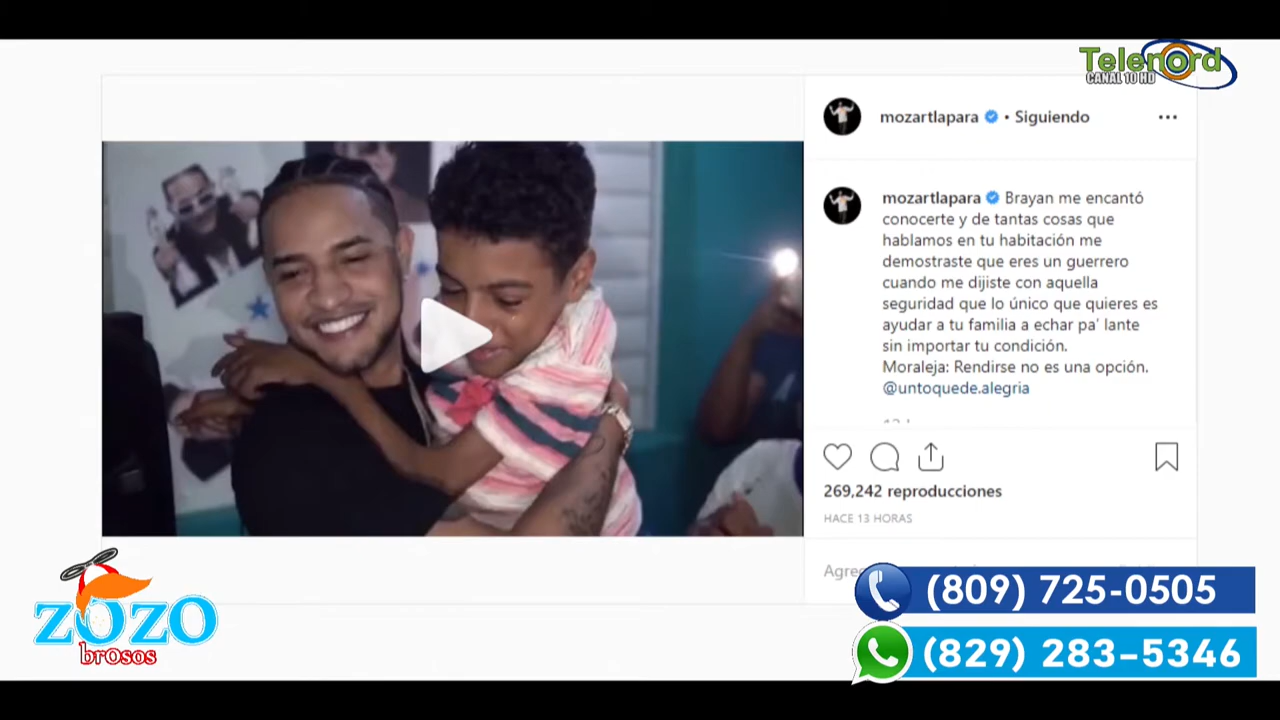 Telenord
CANAL 10 HD
mozartlapara • Siguiendo
mozartlapara Brayan me encantó
conocerte y de tantas cosas que
hablamos en tu habitación me
demostraste que eres un guerrero
cuando me dijiste con aquella
seguridad que lo único que quieres es
ayudar a tu familia a echar pa’ lante
sin importar tu condición.
Moraleja: Rendirse no es una opción.
@untoquede.alegria
269,242 reproducciones
HACE 13 HORAS
(809) 725-0505
(829) 283-5346
ZOZO
brosos